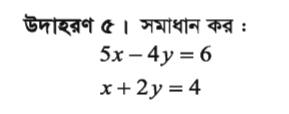 উদাহরণ ৫। সমাধান কর :
5x − 4y = 6
x + 2y = 4